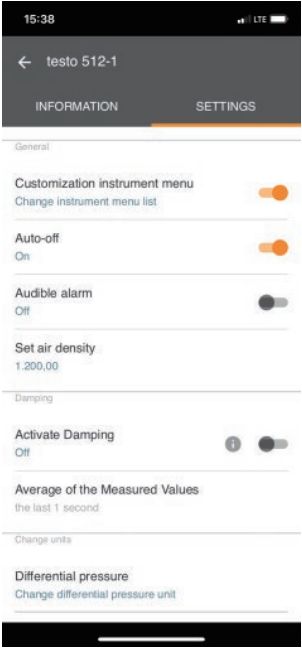 15:38
LTE
← testo 512-1
INFORMATION SETTINGS
General
Customization instrument menu
Change instrument menu list
Auto-off
On
Audible alarm
Off
Set air density
1.200,00
Damping
Activate Damping
Off
Average of the Measured Values
the last 1 second
Change units
Differential pressure
Change differential pressure unit